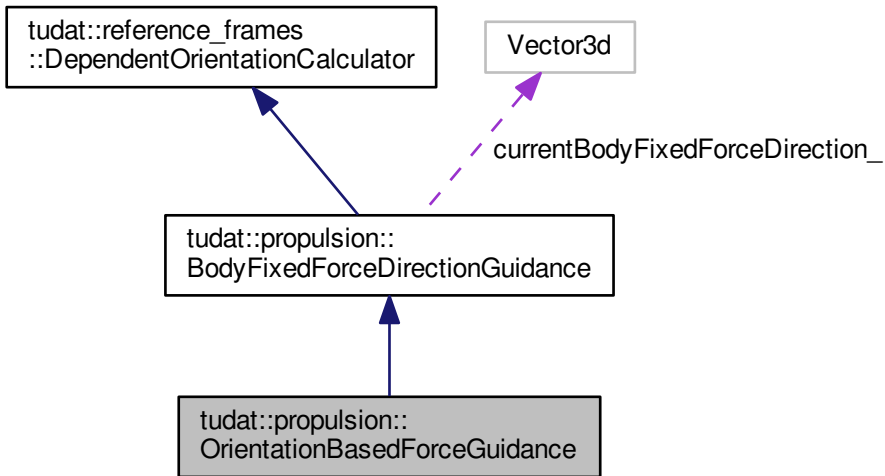 tudat::reference_frames
::DependentOrientationCalculator
Vector3d
currentBodyFixedForceDirection_
tudat::propulsion::
BodyFixedForceDirectionGuidance
tudat::propulsion::
OrientationBasedForceGuidance